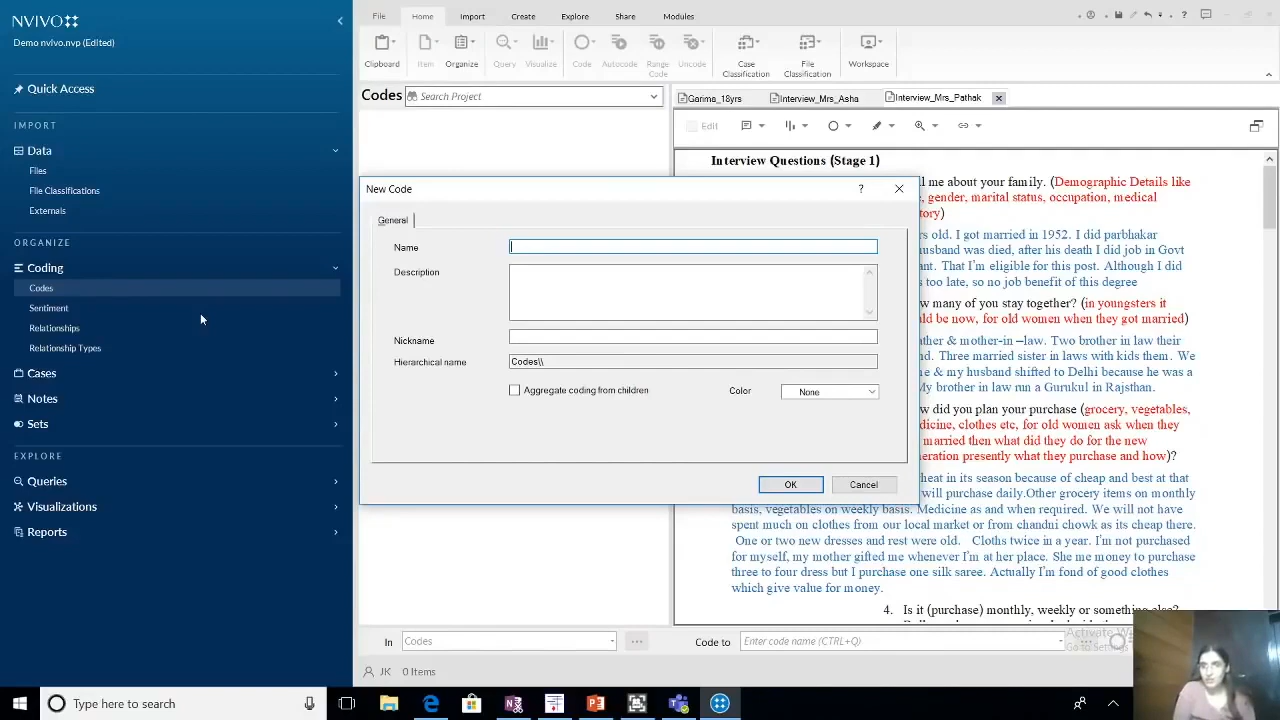 NVIVO
Demo nvivo.nvp (Edited)
Quick Access
IMPORT
Data
Files
File Classifications
Externals
ORGANIZE
Coding
Codes
Sentiment
Relationships
Relationship Types
Cases
Notes
Sets
EXPLORE
Queries
Visualizations
Reports
File Home Import Create Explore Share Modules
Clipboard
Item
Organize
Query
Visualize
Code
Autocode
Range Code
Uncode
Case Classification
File Classification
Workspace
Codes
Search Project
Garima_18yrs Interview_Mrs_Asha Interview_Mrs_Pathak
Edit
Interview Questions (Stage 1)
ll me about your family. (Demographic Details like
, gender, marital status, occupation, medical
tory)
rs old. I got married in 1952. I did parbhakar
usband was died, after his death I did job in Govt
ant. That I'm eligible for this post. Although I did
too late, so no job benefit of this degree
w many of you stay together? (in youngsters it
ld be now, for old women when they got married)
ather & mother-in –law. Two brother in law their
nd. Three married sister in laws with kids them. We
e & my husband shifted to Delhi because he was a
My brother in law run a Gurukul in Rajsthan.
w did you plan your purchase (grocery, vegetables,
dicine, clothes etc, for old women ask when they
married then what did they do for the new
eration presently what they purchase and how)?
heat in its season because of cheap and best at that
will purchase daily.Other grocery items on monthly
basis, vegetables on weekly basis. Medicine as and when required. We will not have
spent much on clothes from our local market or from chandni chowk as its cheap there.
One or two new dresses and rest were old. Cloths twice in a year. I'm not purchased
for myself, my mother gifted me whenever I'm at her place. She me money to purchase
three to four dress but I purchase one silk saree. Actually I'm fond of good clothes
which give value for money.
4. Is it (purchase) monthly, weekly or something else?
New Code
General
Name
Description
Nickname
Hierarchical name Codes\\
Aggregate coding from children Color None
OK Cancel
In Codes Code to Enter code name (CTRL+Q)
Activate W
Go to Settings
JK 0 Items
Type here to search